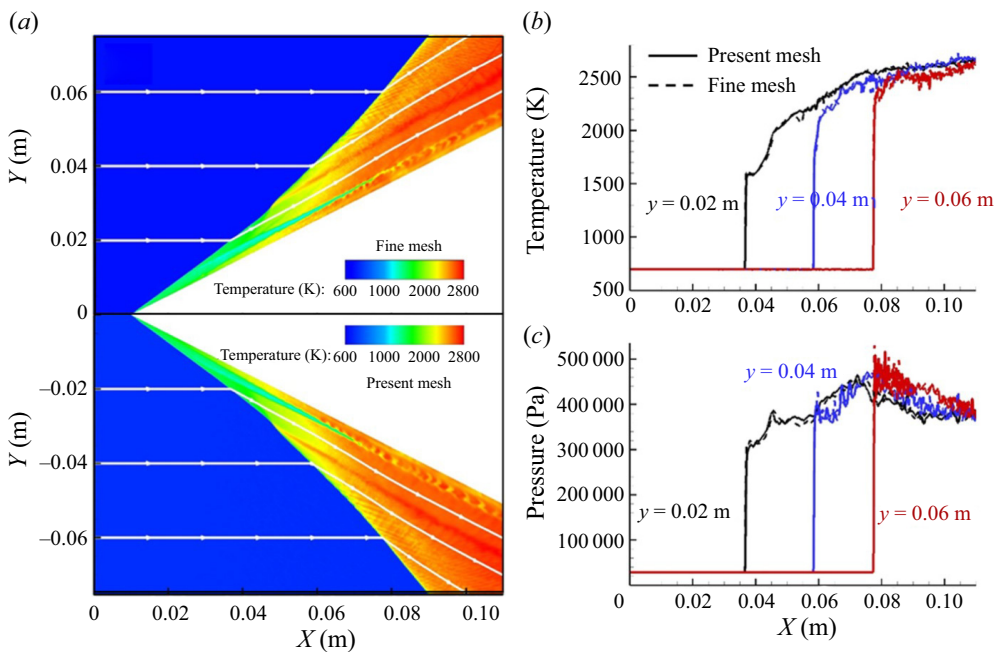 (a)
0.06
0.04
0.02
0
–0.02
–0.04
–0.06
Y (m)
Y (m)
Fine mesh
Temperature (K):
600 1000 2000 2800
Temperature (K):
600 1000 2000 2800
Present mesh
0 0.02 0.04 0.06 0.08 0.10
X (m)
(b)
Present mesh
Fine mesh
2500
2000
1500
1000
500
Temperature (K)
y = 0.02 m
y = 0.04 m
y = 0.06 m
0 0.02 0.04 0.06 0.08 0.10
(c)
500 000
400 000
300 000
200 000
100 000
Pressure (Pa)
y = 0.04 m
y = 0.02 m
y = 0.06 m
0 0.02 0.04 0.06 0.08 0.10
X (m)